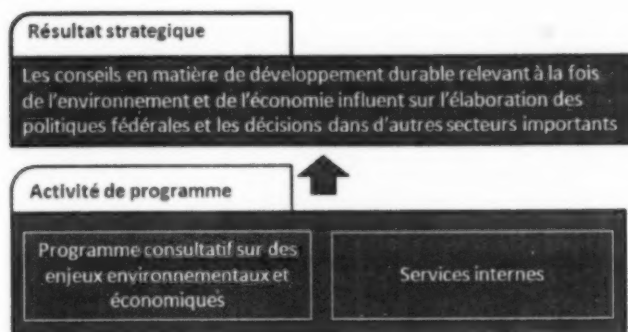 Résultat strategique
Les conseils en matière de développement durable relevant à la fois
de l'environnement et de l'économie influent sur l'élaboration des
politiques fédérales et les décisions dans d'autres secteurs importants
Activité de programme
Programme consultatif sur des
enjeux environnementaux et
économiques
Services internes